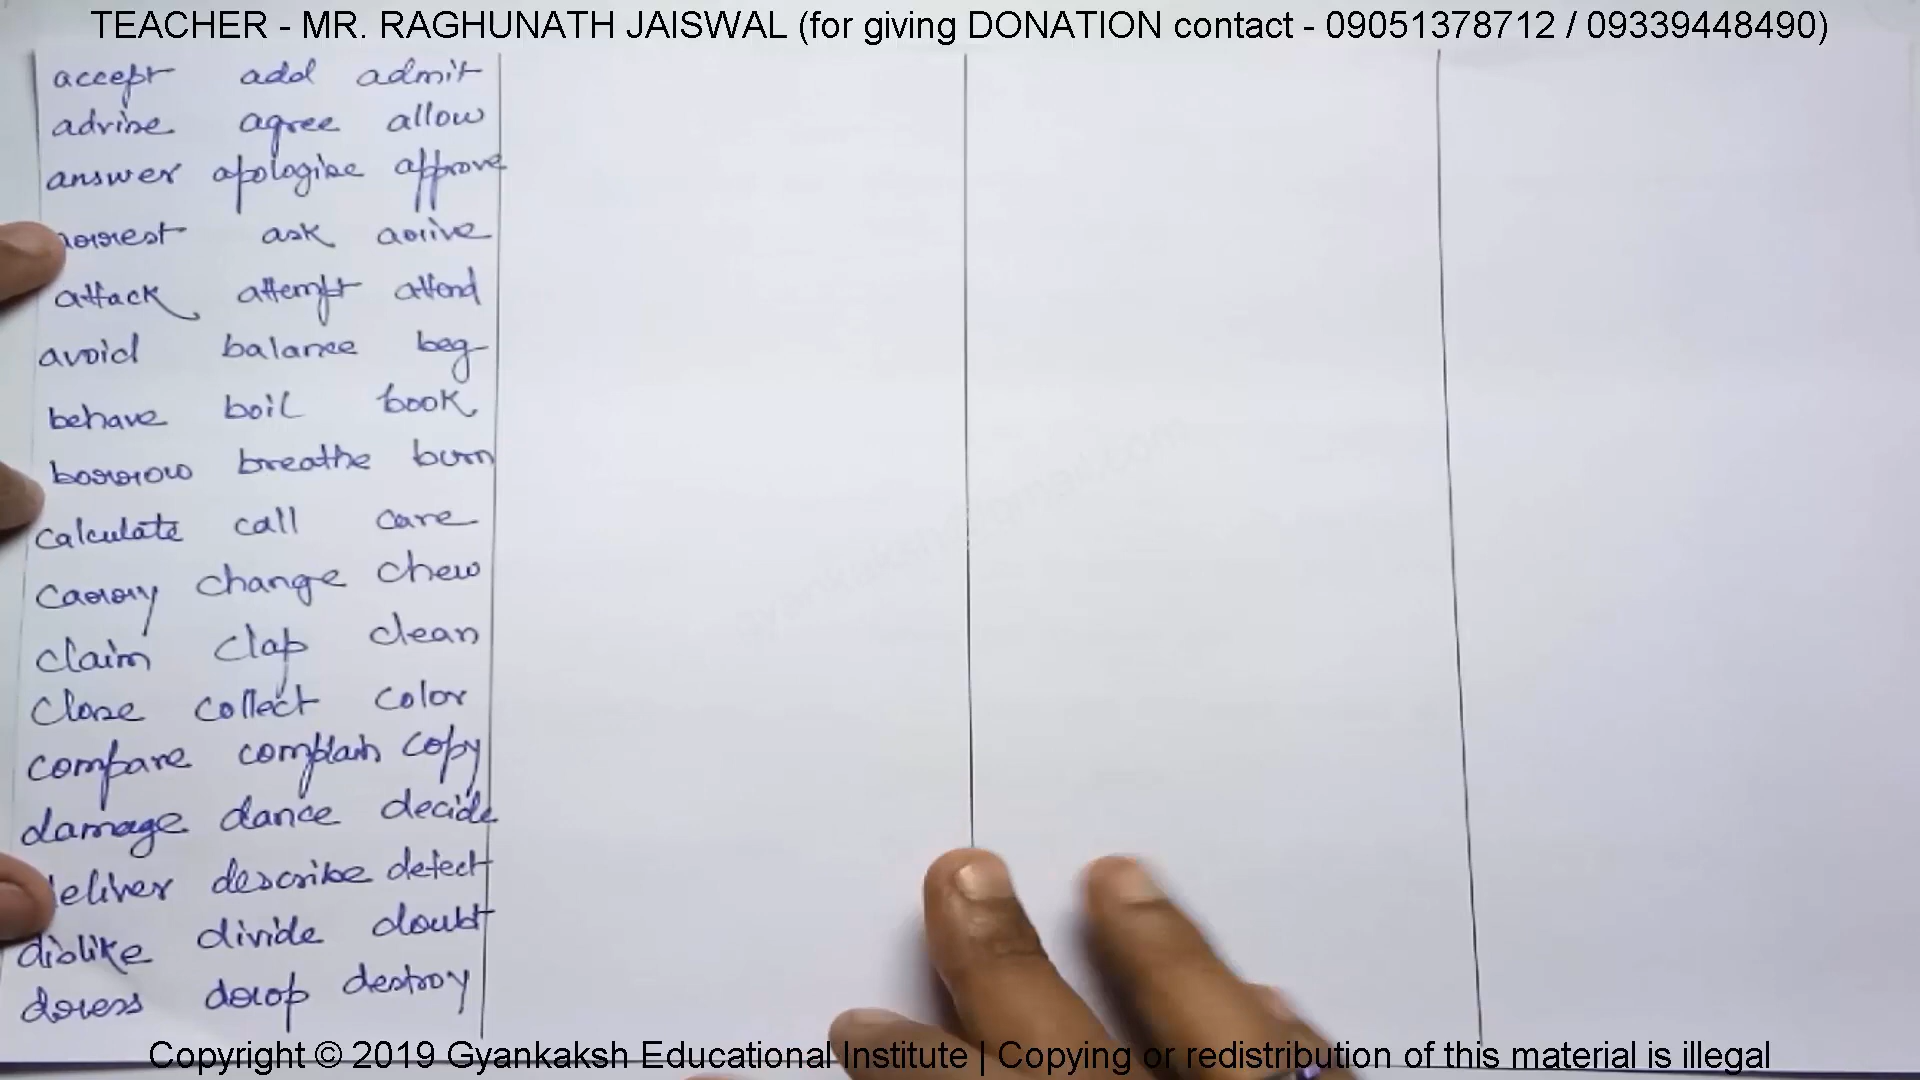 TEACHER - MR. RAGHUNATH JAISWAL (for giving DONATION contact - 09051378712 / 09339448490)
accept add admit
advise agree allow
answer apologise approve
arrest ask arrive
attack attempt attend
avoid balance beg
behave boil book
borrow breathe burn
calculate call care
carry change chew
claim clap clean
close collect color
compare complain copy
damage dance decide
deliver describe detect
dislike divide doubt
dress drop destroy
Copyright © 2019 Gyankaksh Educational Institute | Copying or redistribution of this material is illegal